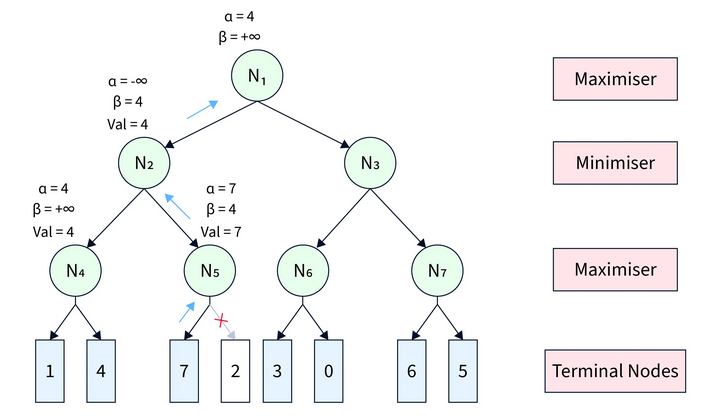 α = 4
β = +∞
N₁
Maximiser
α = -∞
β = 4
Val = 4
N₂
N₃
Minimiser
α = 4
β = +∞
Val = 4
α = 7
β = 4
Val = 7
N₄
N₅
N₆
N₇
Maximiser
1
4
7
2
3
0
6
5
Terminal Nodes